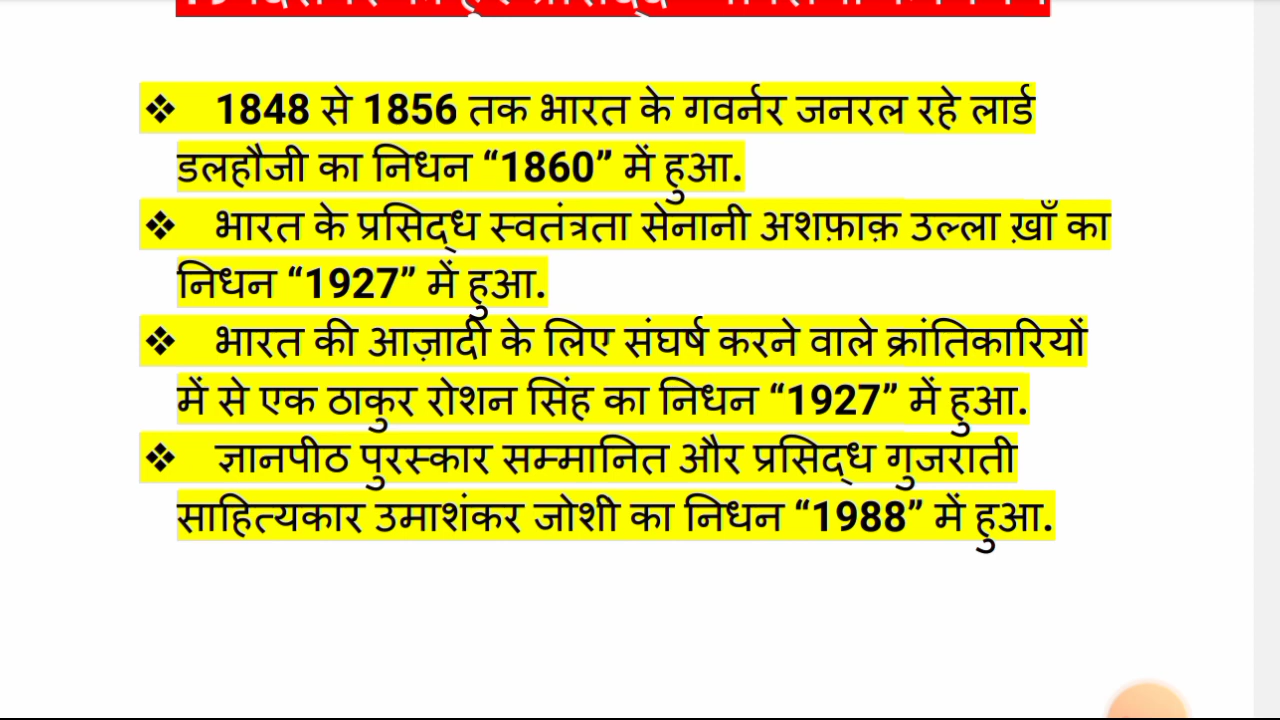 ❖ 1848 से 1856 तक भारत के गवर्नर जनरल रहे लार्ड
डलहौजी का निधन “1860” में हुआ.
❖ भारत के प्रसिद्ध स्वतंत्रता सेनानी अशफ़ाक़ उल्ला ख़ाँ का
निधन “1927” में हुआ.
❖ भारत की आज़ादी के लिए संघर्ष करने वाले क्रांतिकारियों
में से एक ठाकुर रोशन सिंह का निधन “1927” में हुआ.
❖ ज्ञानपीठ पुरस्कार सम्मानित और प्रसिद्ध गुजराती
साहित्यकार उमाशंकर जोशी का निधन “1988” में हुआ.